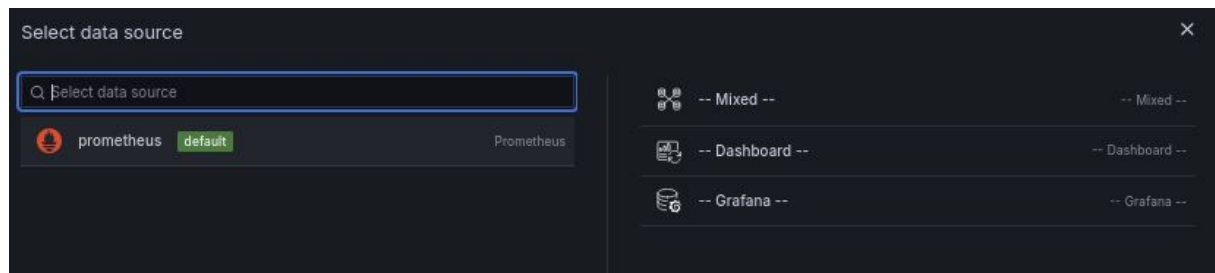 Select data source
Select data source
prometheus default Prometheus
-- Mixed -- -- Mixed --
-- Dashboard -- -- Dashboard --
-- Grafana -- -- Grafana --